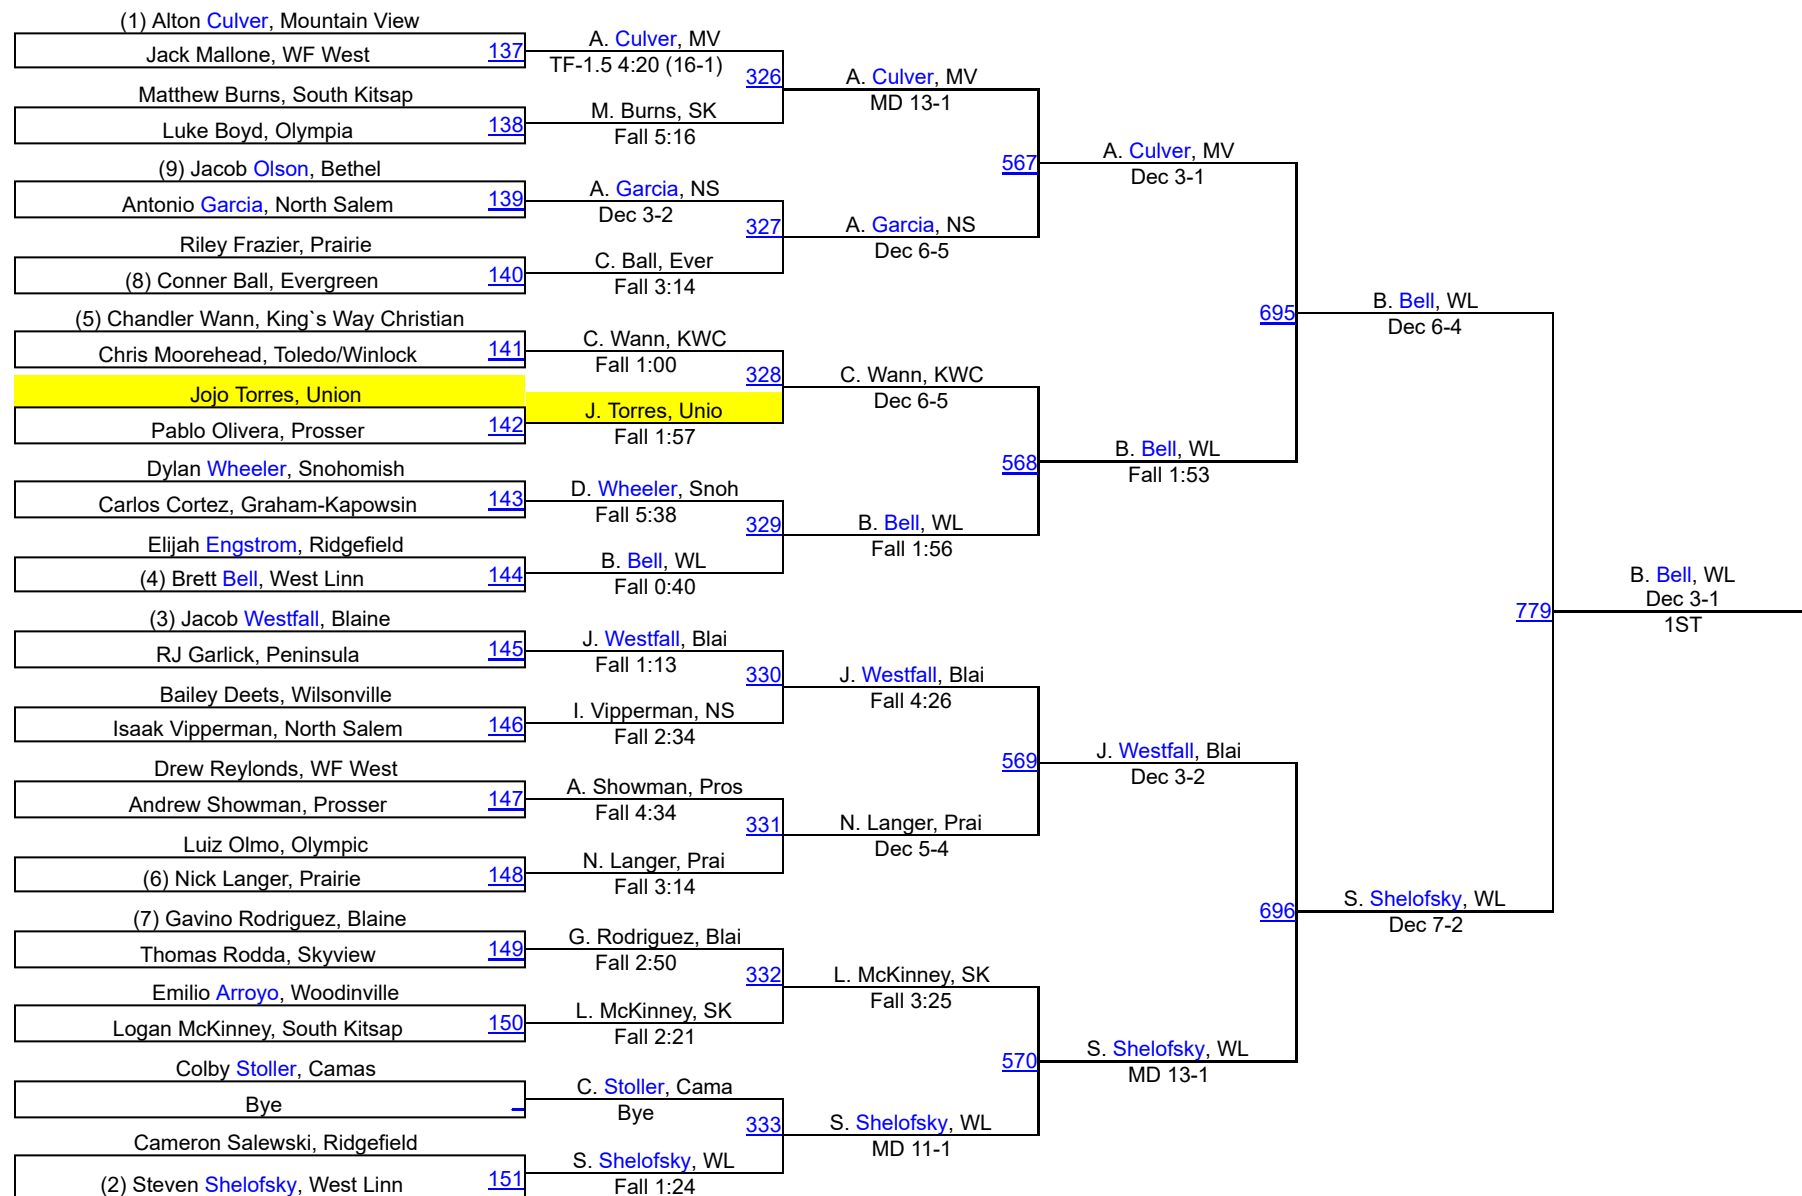 (1) Alton Culver, Mountain View
Jack Mallone, WF West
137
Matthew Burns, South Kitsap
Luke Boyd, Olympia
138
(9) Jacob Olson, Bethel
Antonio Garcia, North Salem
139
Riley Frazier, Prairie
(8) Conner Ball, Evergreen
140
(5) Chandler Wann, King`s Way Christian
Chris Moorehead, Toledo/Winlock
141
Jojo Torres, Union
Pablo Olivera, Prosser
142
Dylan Wheeler, Snohomish
Carlos Cortez, Graham-Kapowsin
143
Elijah Engstrom, Ridgefield
(4) Brett Bell, West Linn
144
(3) Jacob Westfall, Blaine
RJ Garlick, Peninsula
145
Bailey Deets, Wilsonville
Isaak Vipperman, North Salem
146
Drew Reylonds, WF West
Andrew Showman, Prosser
147
Luiz Olmo, Olympic
(6) Nick Langer, Prairie
148
(7) Gavino Rodriguez, Blaine
Thomas Rodda, Skyview
149
Emilio Arroyo, Woodinville
Logan McKinney, South Kitsap
150
Colby Stoller, Camas
Bye
Cameron Salewski, Ridgefield
(2) Steven Shelofsky, West Linn
151
A. Culver, MV
TF-1.5 4:20 (16-1)
326
M. Burns, SK
Fall 5:16
A. Garcia, NS
Dec 3-2
327
C. Ball, Ever
Fall 3:14
C. Wann, KWC
Fall 1:00
328
J. Torres, Unio
Fall 1:57
D. Wheeler, Snoh
Fall 5:38
329
B. Bell, WL
Fall 0:40
J. Westfall, Blai
Fall 1:13
330
I. Vipperman, NS
Fall 2:34
A. Showman, Pros
Fall 4:34
331
N. Langer, Prai
Fall 3:14
G. Rodriguez, Blai
Fall 2:50
332
L. McKinney, SK
Fall 2:21
C. Stoller, Cama
Bye
333
S. Shelofsky, WL
Fall 1:24
A. Culver, MV
MD 13-1
567
A. Garcia, NS
Dec 6-5
C. Wann, KWC
Dec 6-5
568
B. Bell, WL
Fall 1:56
J. Westfall, Blai
Fall 4:26
569
N. Langer, Prai
Dec 5-4
L. McKinney, SK
Fall 3:25
570
S. Shelofsky, WL
MD 11-1
A. Culver, MV
Dec 3-1
695
B. Bell, WL
Fall 1:53
J. Westfall, Blai
Dec 3-2
696
S. Shelofsky, WL
MD 13-1
B. Bell, WL
Dec 6-4
779
S. Shelofsky, WL
Dec 7-2
B. Bell, WL
Dec 3-1
1ST